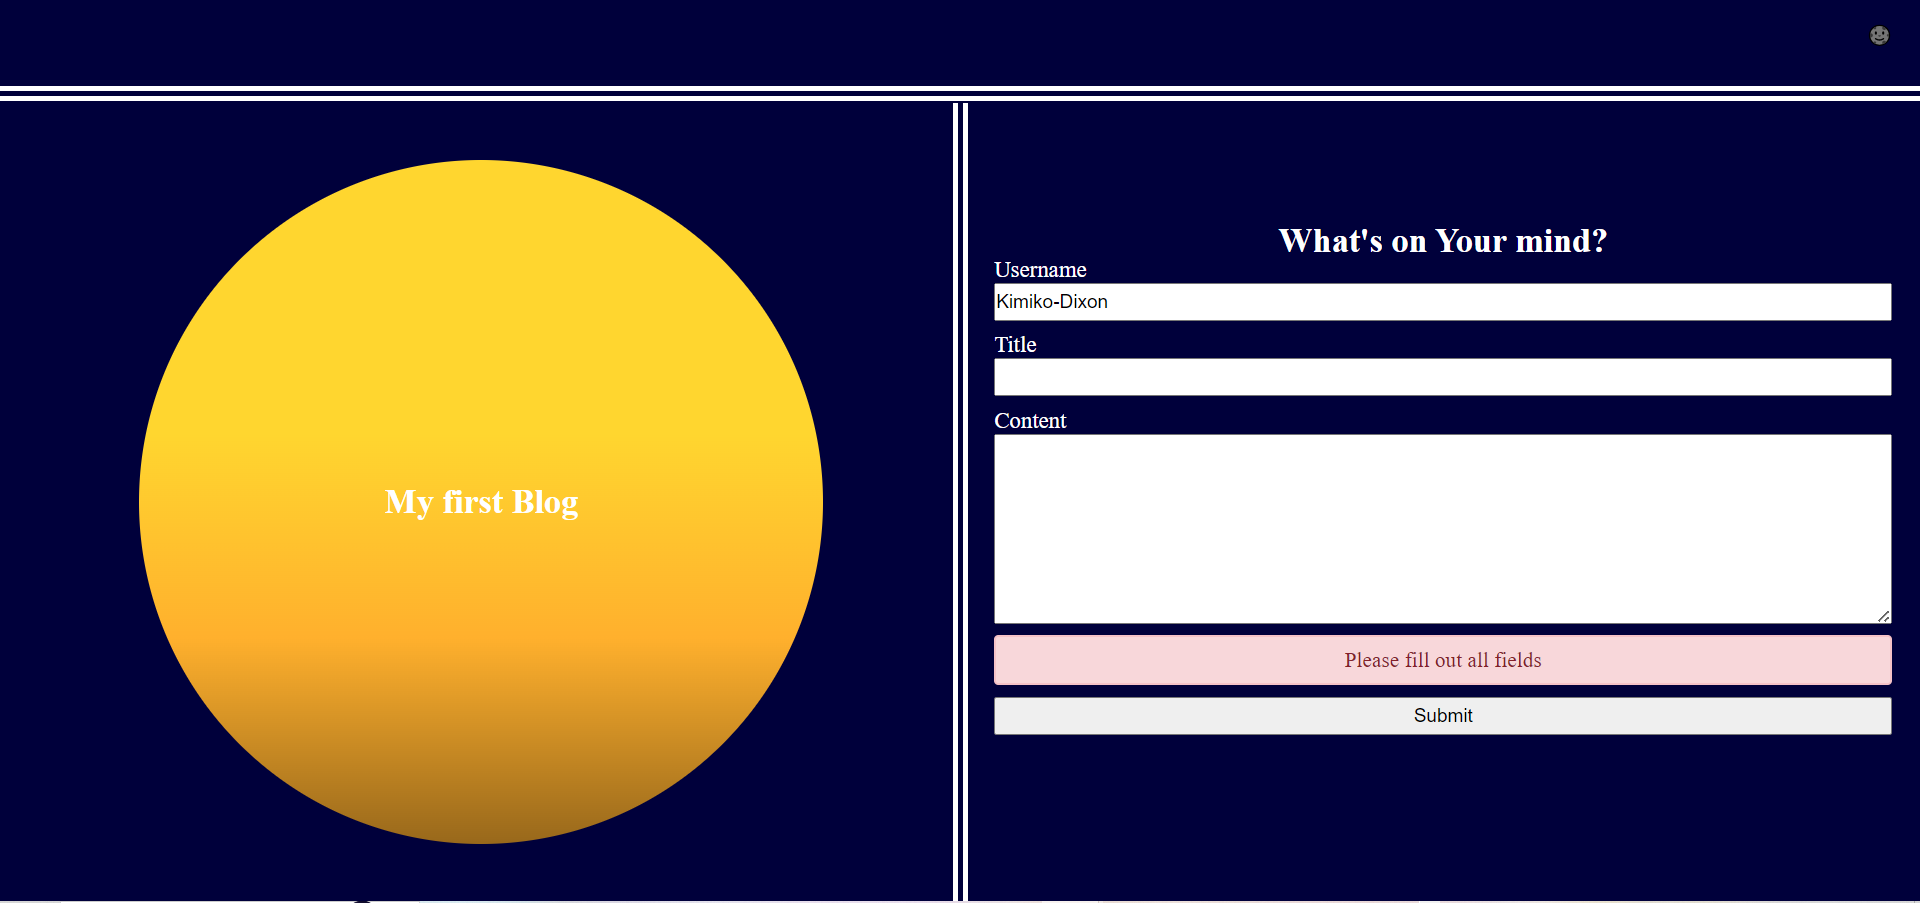 My first Blog
What's on Your mind?
Username
Kimiko-Dixon
Title
Content
Please fill out all fields
Submit